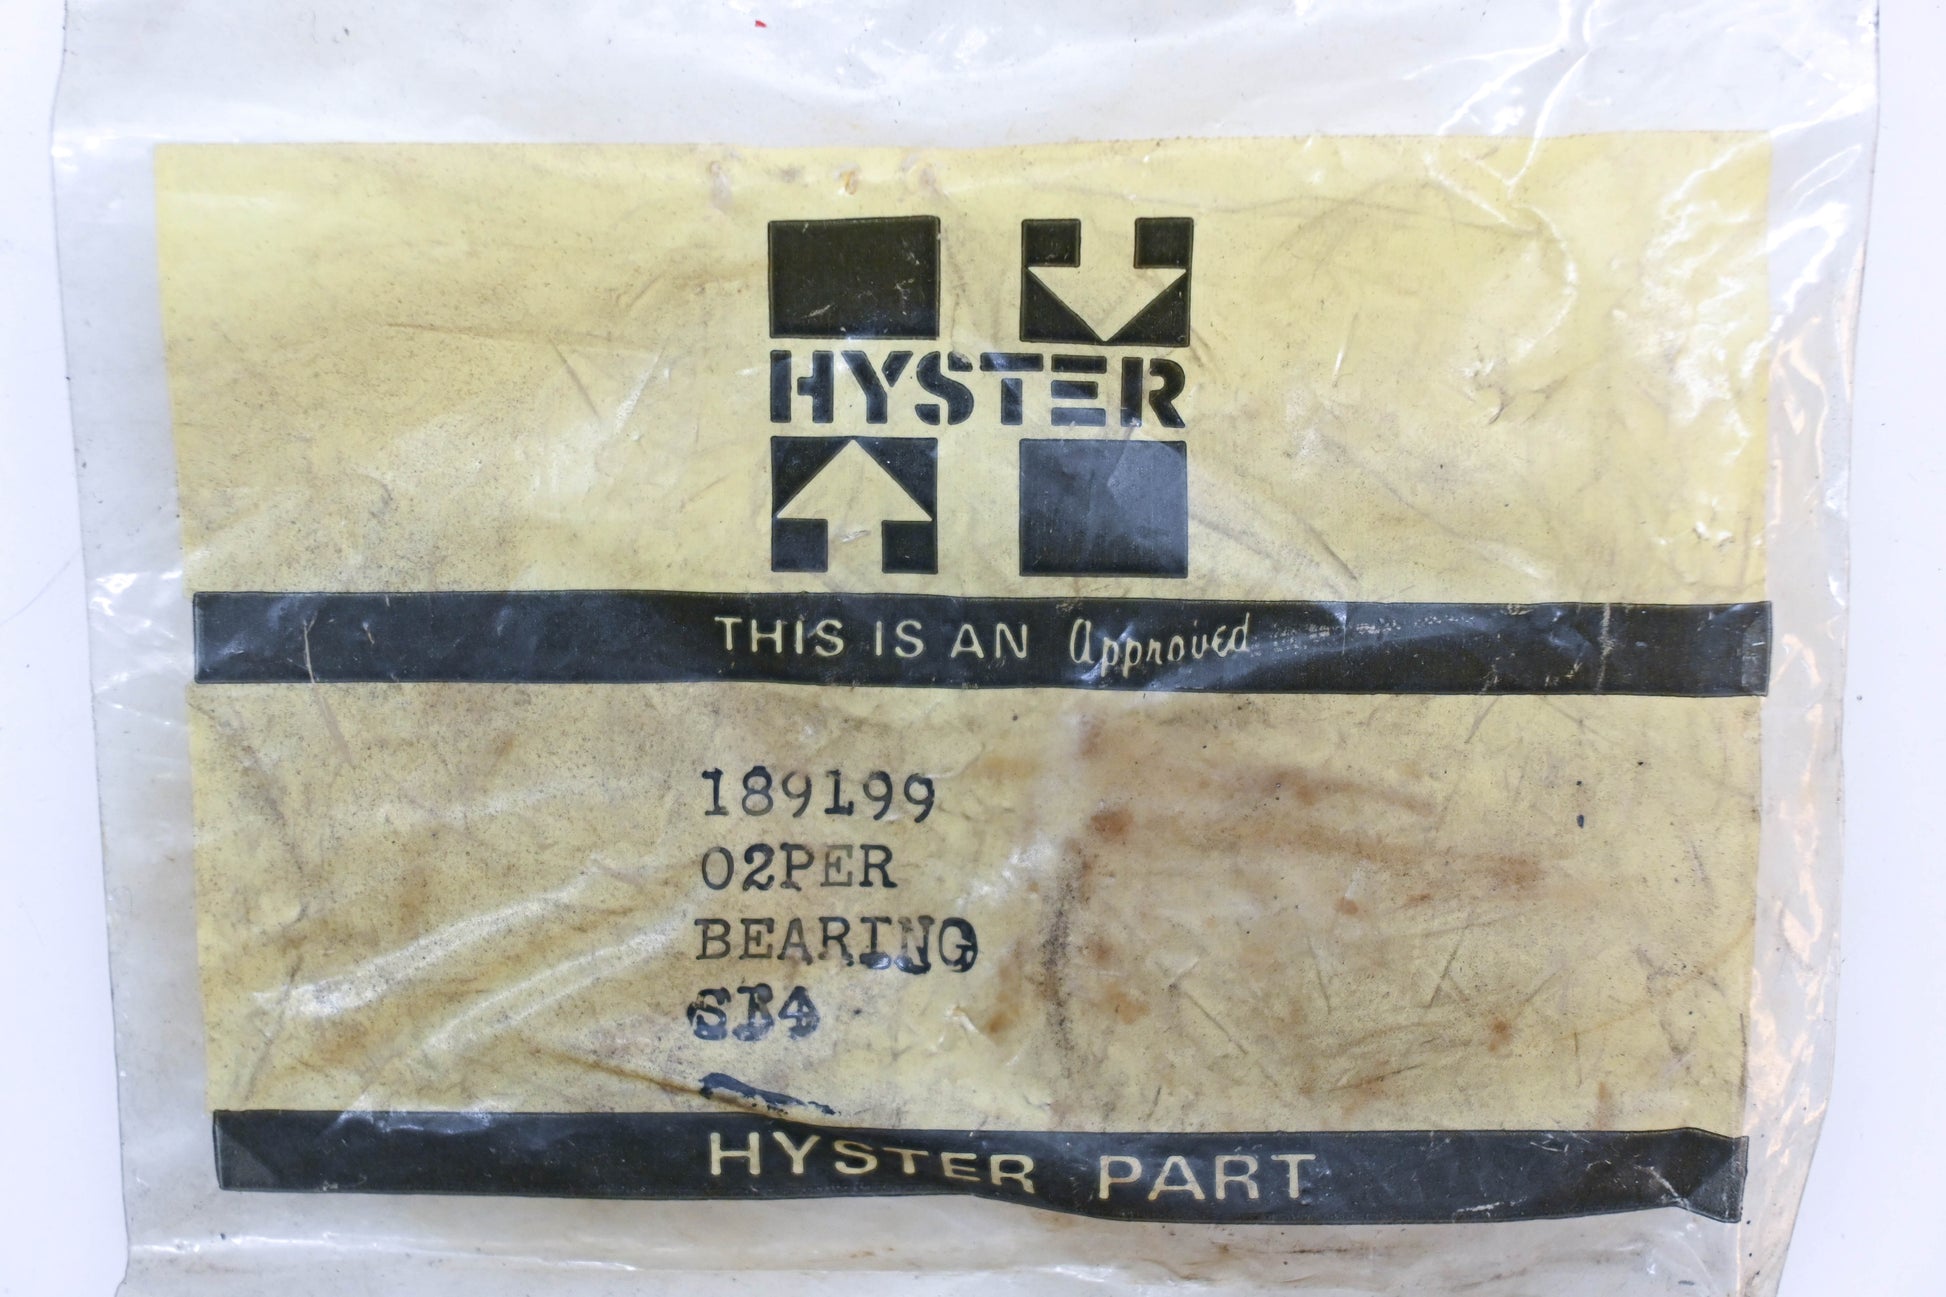 HYSTER
THIS IS AN Approved
189199
02PER
BEARING
HYSTER PART